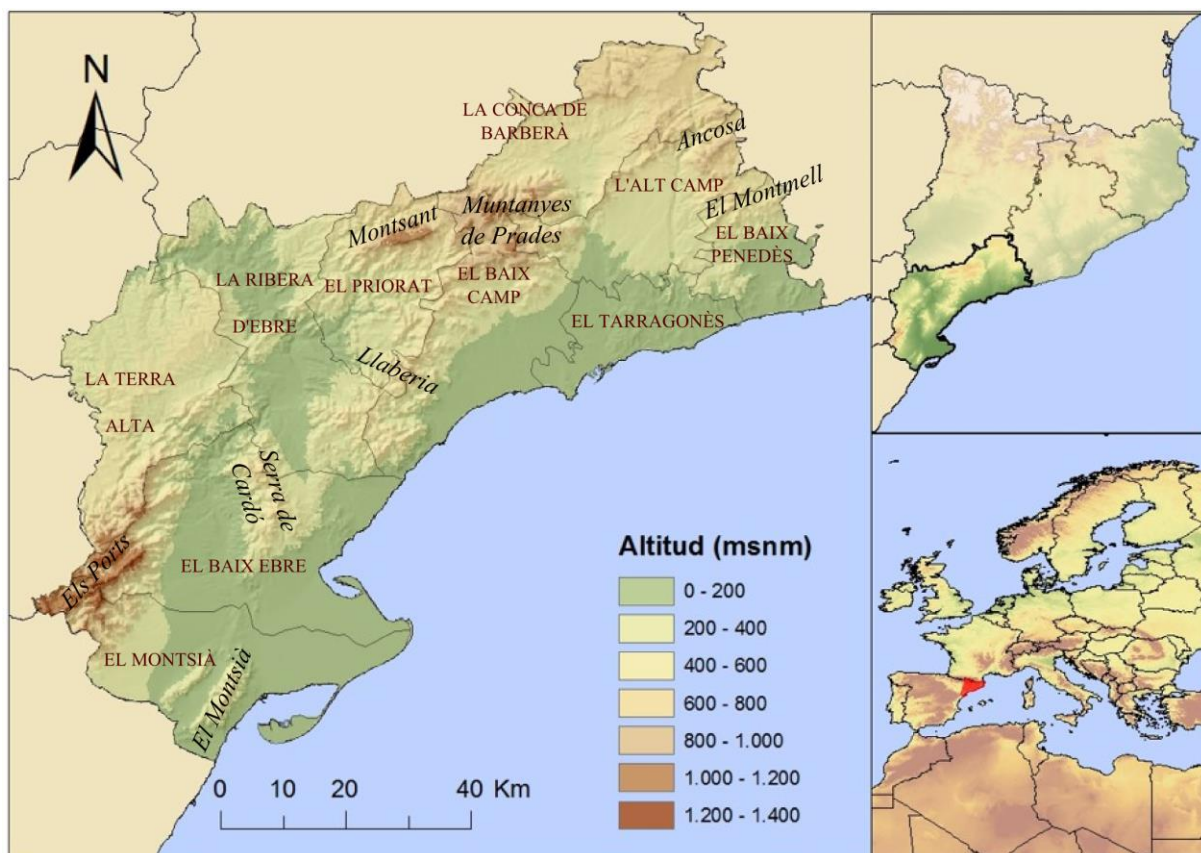 N
LA CONCA DE
BARBERÀ
Ancosa
L'ALT CAMP
El Montmell
Montsant
Muntanyes
de Prades
EL BAIX
PENEDÈS
LA RIBERA
D'EBRE
EL PRIORAT
EL BAIX
CAMP
EL TARRAGONÈS
Llaberia
LA TERRA
ALTA
Serra de
Cardó
Els Ports
EL BAIX EBRE
EL MONTSIÀ
El Montsià
0 10 20 40 Km
Altitud (msnm)
0 - 200
200 - 400
400 - 600
600 - 800
800 - 1.000
1.000 - 1.200
1.200 - 1.400